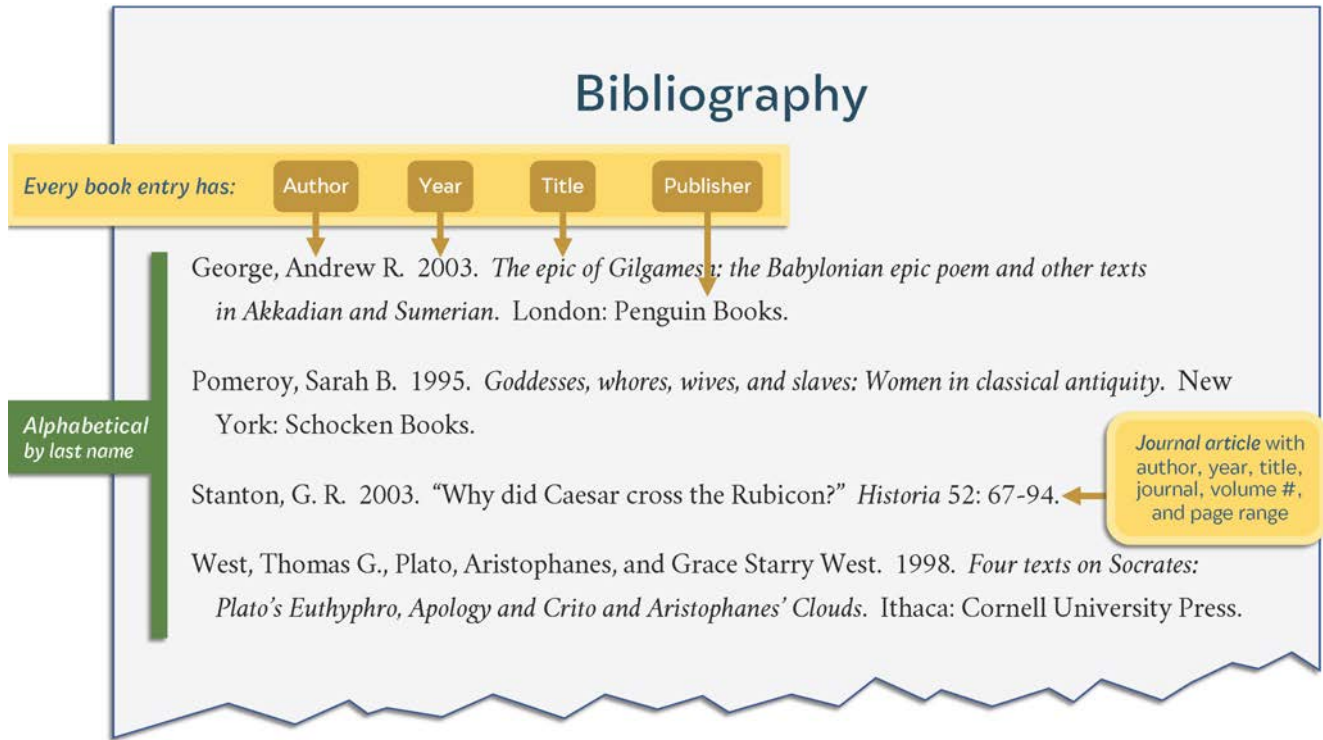 Bibliography
Every book entry has: Author Year Title Publisher
George, Andrew R. 2003. The epic of Gilgamesh: the Babylonian epic poem and other texts
in Akkadian and Sumerian. London: Penguin Books.
Pomeroy, Sarah B. 1995. Goddesses, whores, wives, and slaves: Women in classical antiquity. New
York: Schocken Books.
Alphabetical
by last name
Journal article with
author, year, title,
journal, volume #,
and page range
Stanton, G. R. 2003. “Why did Caesar cross the Rubicon?” Historia 52: 67-94.
West, Thomas G., Plato, Aristophanes, and Grace Starry West. 1998. Four texts on Socrates:
Plato’s Euthyphro, Apology and Crito and Aristophanes’ Clouds. Ithaca: Cornell University Press.